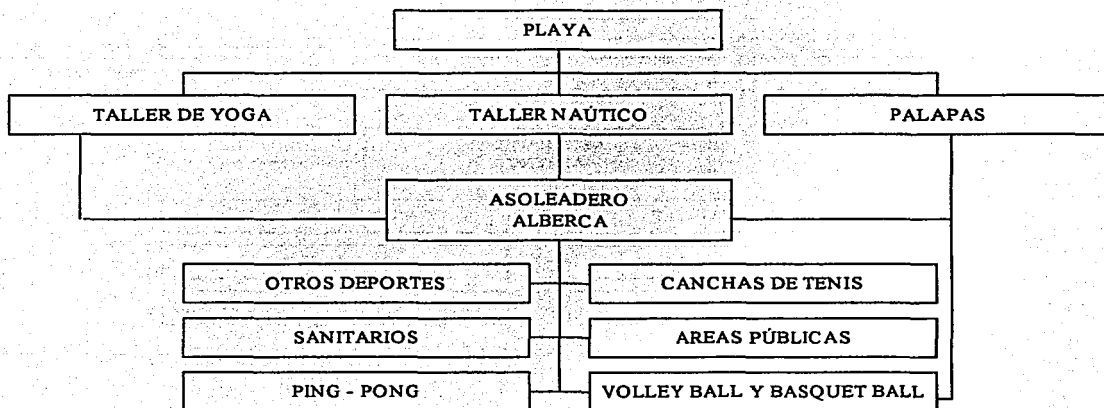 PLAYA
TALLER DE YOGA
TALLER NAÚTICO
PALAPAS
ASOLEADERO
ALBERCA
OTROS DEPORTES
CANCHAS DE TENIS
SANITARIOS
AREAS PÚBLICAS
PING - PONG
VOLLEY BALL Y BASQUET BALL